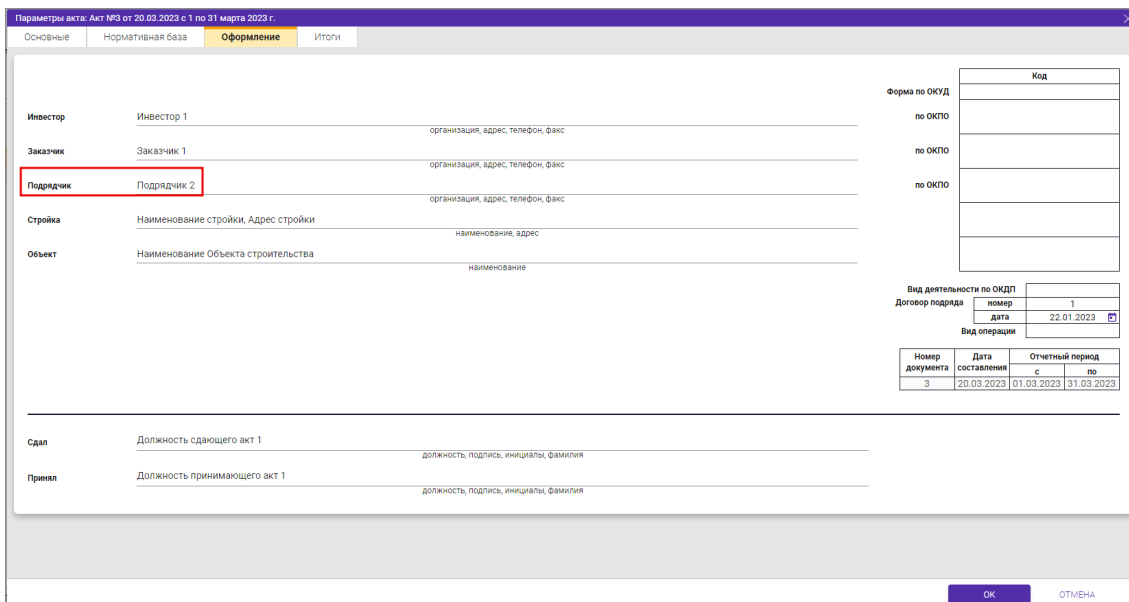 Параметры акта: Акт №3 от 20.03.2023 с 1 по 31 марта 2023 г.
Основные Нормативная база Оформление Итоги
Код
Форма по ОКУД
Инвестор Инвестор 1 по ОКПО
организация, адрес, телефон, факс
Заказчик Заказчик 1 по ОКПО
организация, адрес, телефон, факс
Подрядчик Подрядчик 2 по ОКПО
организация, адрес, телефон, факс
Стройка Наименование стройки, Адрес стройки
наименование, адрес
Объект Наименование Объекта строительства
наименование
Вид деятельности по ОКДП
Договор подряда номер 1
дата 22.01.2023
Вид операции
Номер Дата Отчетный период
документа составления с по
3 20.03.2023 01.03.2023 31.03.2023
Сдал Должность сдающего акт 1
должность, подпись, инициалы, фамилия
Принял Должность принимающего акт 1
должность, подпись, инициалы, фамилия
ОК ОТМЕНА